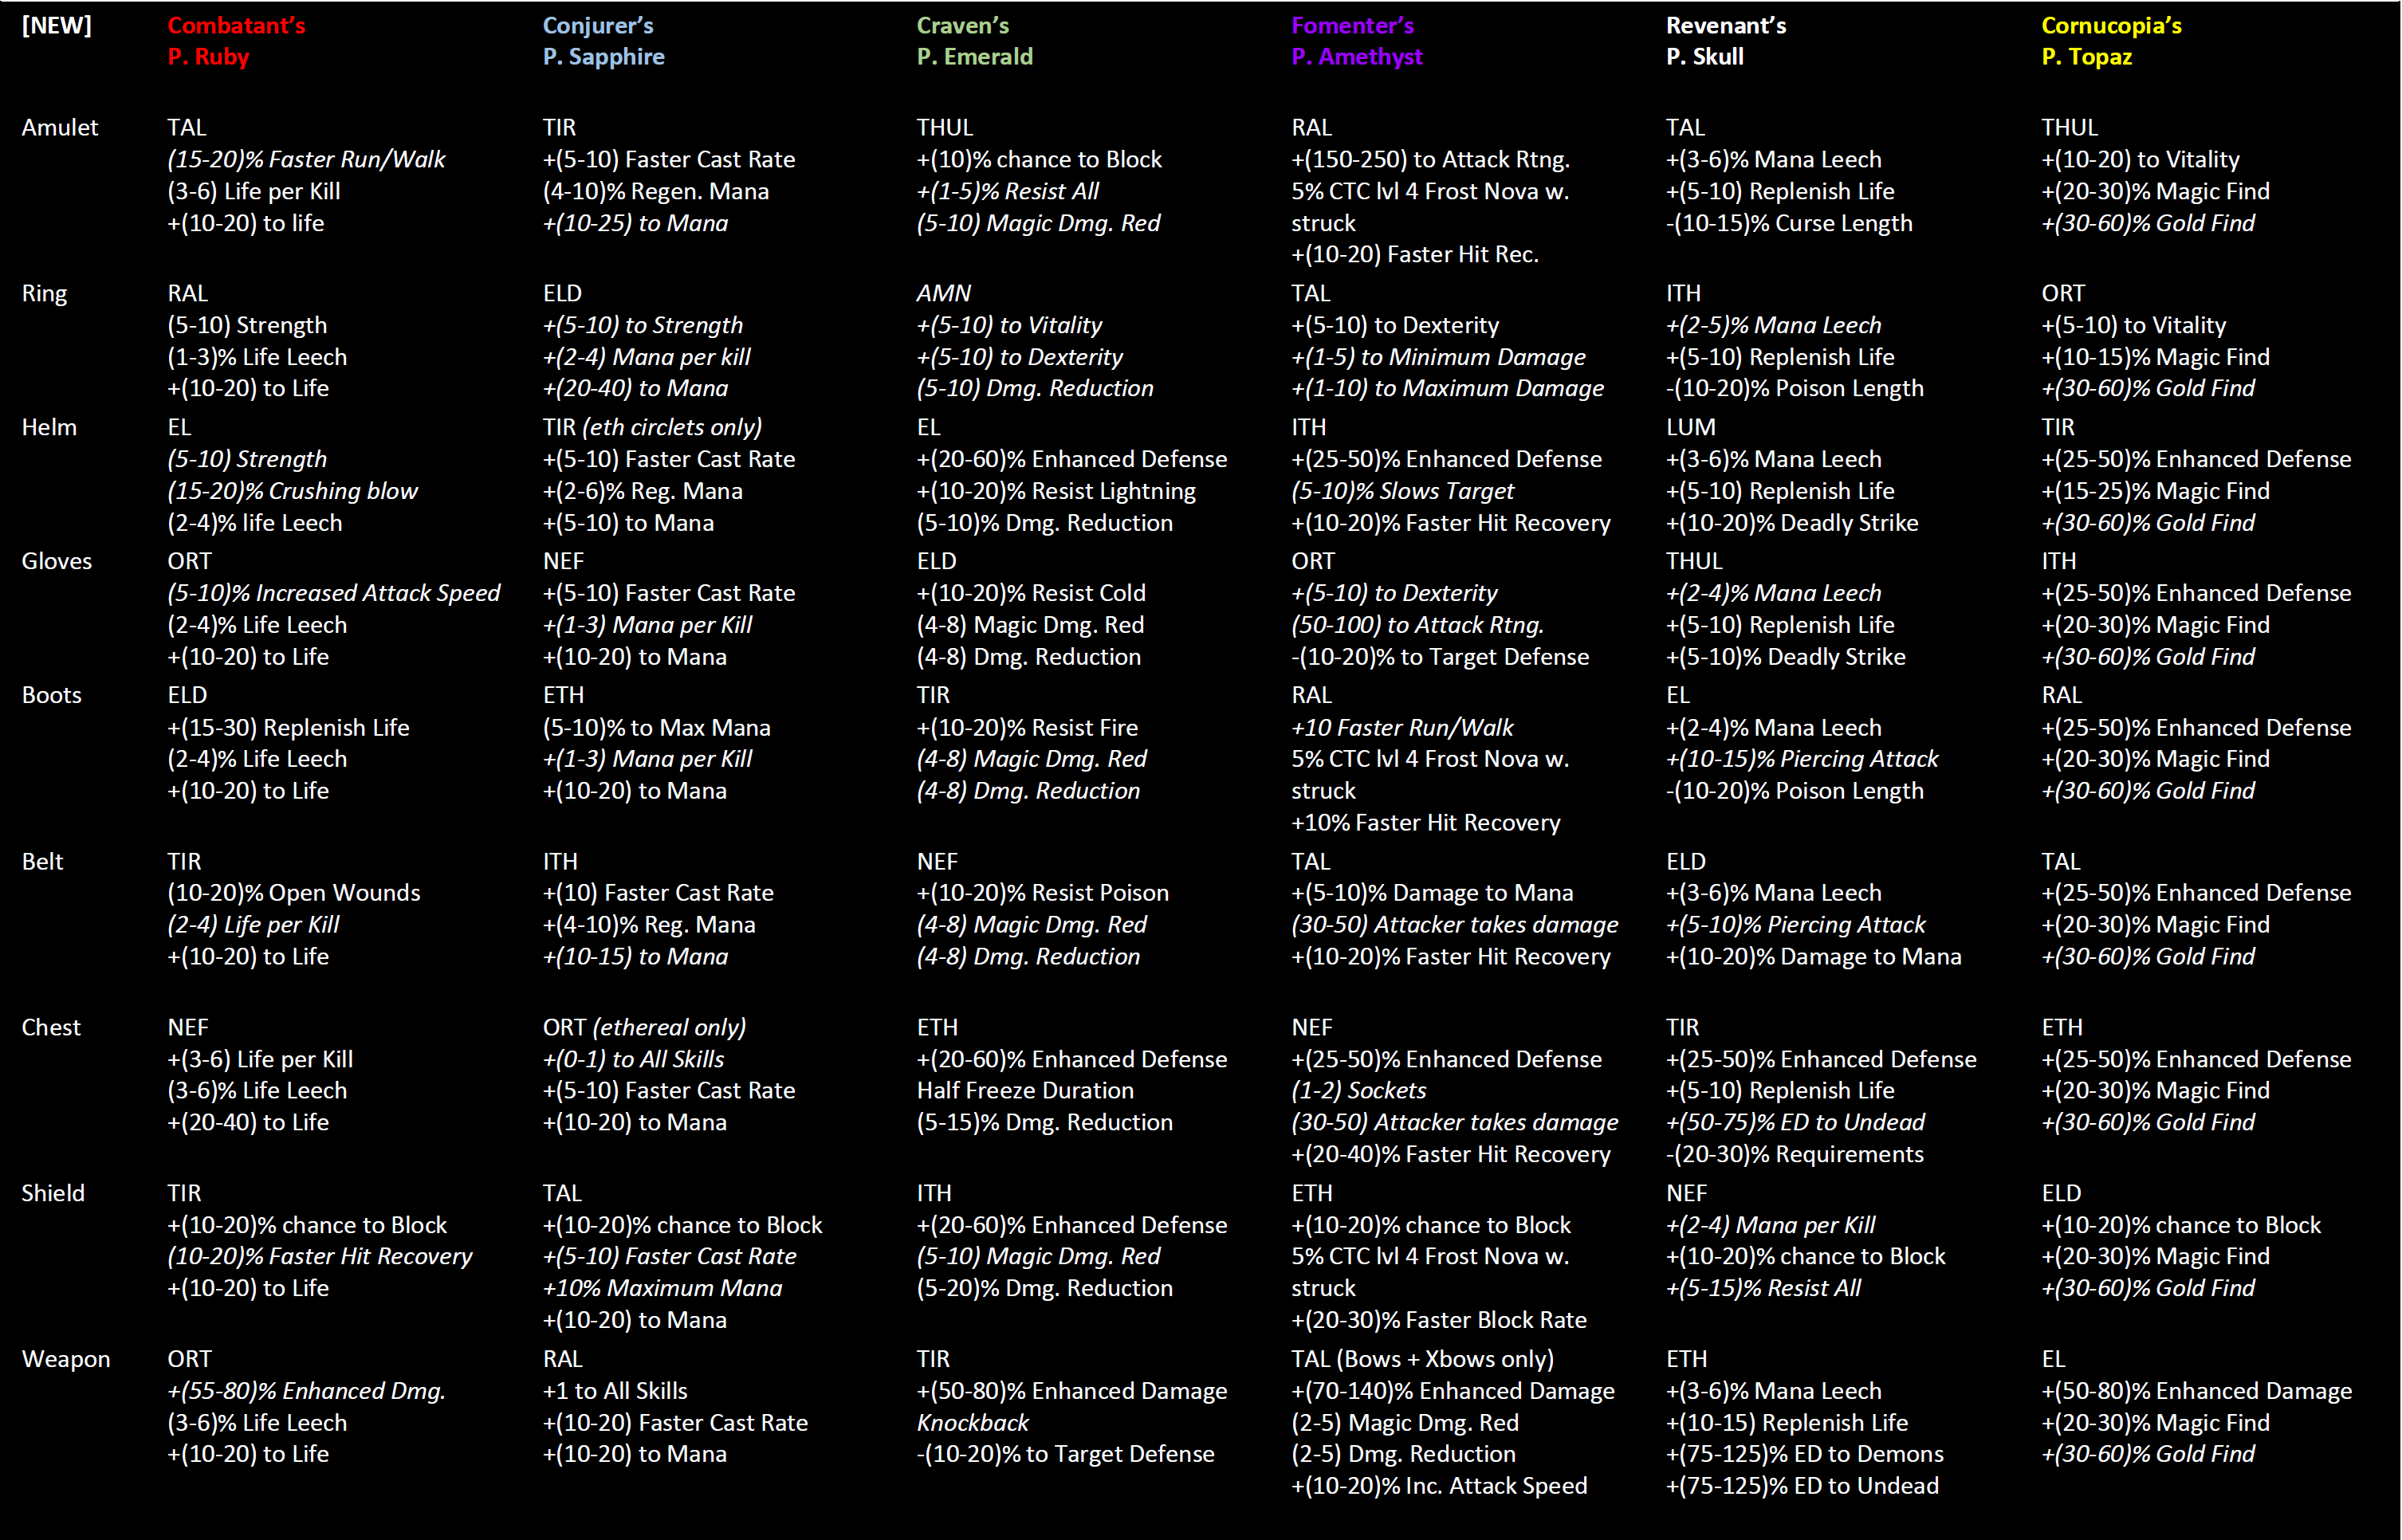 [NEW]
Combatant’s
P. Ruby
Conjurer’s
P. Sapphire
Craven’s
P. Emerald
Fomenter’s
P. Amethyst
Revenant’s
P. Skull
Cornucopia’s
P. Topaz
Amulet
TAL
(15-20)% Faster Run/Walk
(3-6) Life per Kill
+(10-20) to life
TIR
+(5-10) Faster Cast Rate
(4-10)% Regen. Mana
+(10-25) to Mana
THUL
+(10)% chance to Block
+(1-5)% Resist All
(5-10) Magic Dmg. Red
RAL
+(150-250) to Attack Rtng.
5% CTC lvl 4 Frost Nova w.
struck
+(10-20) Faster Hit Rec.
TAL
+(3-6)% Mana Leech
+(5-10) Replenish Life
-(10-15)% Curse Length
THUL
+(10-20) to Vitality
+(20-30)% Magic Find
+(30-60)% Gold Find
Ring
RAL
(5-10) Strength
(1-3)% Life Leech
+(10-20) to Life
ELD
+(5-10) to Strength
+(2-4) Mana per kill
+(20-40) to Mana
AMN
+(5-10) to Vitality
+(5-10) to Dexterity
(5-10) Dmg. Reduction
TAL
+(5-10) to Dexterity
+(1-5) to Minimum Damage
+(1-10) to Maximum Damage
ITH
+(2-5)% Mana Leech
+(5-10) Replenish Life
-(10-20)% Poison Length
ORT
+(5-10) to Vitality
+(10-15)% Magic Find
+(30-60)% Gold Find
Helm
EL
(5-10) Strength
(15-20)% Crushing blow
(2-4)% life Leech
TIR (eth circlets only)
+(5-10) Faster Cast Rate
+(2-6)% Reg. Mana
+(5-10) to Mana
EL
+(20-60)% Enhanced Defense
+(10-20)% Resist Lightning
(5-10)% Dmg. Reduction
ITH
+(25-50)% Enhanced Defense
(5-10)% Slows Target
+(10-20)% Faster Hit Recovery
LUM
+(3-6)% Mana Leech
+(5-10) Replenish Life
+(10-20)% Deadly Strike
TIR
+(25-50)% Enhanced Defense
+(15-25)% Magic Find
+(30-60)% Gold Find
Gloves
ORT
(5-10)% Increased Attack Speed
(2-4)% Life Leech
+(10-20) to Life
NEF
+(5-10) Faster Cast Rate
+(1-3) Mana per Kill
+(10-20) to Mana
ELD
+(10-20)% Resist Cold
(4-8) Magic Dmg. Red
(4-8) Dmg. Reduction
ORT
+(5-10) to Dexterity
(50-100) to Attack Rtng.
-(10-20)% to Target Defense
THUL
+(2-4)% Mana Leech
+(5-10) Replenish Life
+(5-10)% Deadly Strike
ITH
+(25-50)% Enhanced Defense
+(20-30)% Magic Find
+(30-60)% Gold Find
Boots
ELD
+(15-30) Replenish Life
(2-4)% Life Leech
+(10-20) to Life
ETH
(5-10)% to Max Mana
+(1-3) Mana per Kill
+(10-20) to Mana
TIR
+(10-20)% Resist Fire
(4-8) Magic Dmg. Red
(4-8) Dmg. Reduction
RAL
+10 Faster Run/Walk
5% CTC lvl 4 Frost Nova w.
struck
+10% Faster Hit Recovery
EL
+(2-4)% Mana Leech
+(10-15)% Piercing Attack
-(10-20)% Poison Length
RAL
+(25-50)% Enhanced Defense
+(20-30)% Magic Find
+(30-60)% Gold Find
Belt
TIR
(10-20)% Open Wounds
(2-4) Life per Kill
+(10-20) to Life
ITH
+(10) Faster Cast Rate
+(4-10)% Reg. Mana
+(10-15) to Mana
NEF
+(10-20)% Resist Poison
(4-8) Magic Dmg. Red
(4-8) Dmg. Reduction
TAL
+(5-10)% Damage to Mana
(30-50) Attacker takes damage
+(10-20)% Faster Hit Recovery
ELD
+(3-6)% Mana Leech
+(5-10)% Piercing Attack
+(10-20)% Damage to Mana
TAL
+(25-50)% Enhanced Defense
+(20-30)% Magic Find
+(30-60)% Gold Find
Chest
NEF
+(3-6) Life per Kill
(3-6)% Life Leech
+(20-40) to Life
ORT (ethereal only)
+(0-1) to All Skills
+(5-10) Faster Cast Rate
+(10-20) to Mana
ETH
+(20-60)% Enhanced Defense
Half Freeze Duration
(5-15)% Dmg. Reduction
NEF
+(25-50)% Enhanced Defense
(1-2) Sockets
(30-50) Attacker takes damage
+(20-40)% Faster Hit Recovery
TIR
+(25-50)% Enhanced Defense
+(5-10) Replenish Life
+(50-75)% ED to Undead
-(20-30)% Requirements
ETH
+(25-50)% Enhanced Defense
+(20-30)% Magic Find
+(30-60)% Gold Find
Shield
TIR
+(10-20)% chance to Block
(10-20)% Faster Hit Recovery
+(10-20) to Life
TAL
+(10-20)% chance to Block
+(5-10) Faster Cast Rate
+10% Maximum Mana
+(10-20) to Mana
ITH
+(20-60)% Enhanced Defense
(5-10) Magic Dmg. Red
(5-20)% Dmg. Reduction
ETH
+(10-20)% chance to Block
5% CTC lvl 4 Frost Nova w.
struck
+(20-30)% Faster Block Rate
NEF
+(2-4) Mana per Kill
+(10-20)% chance to Block
+(5-15)% Resist All
ELD
+(10-20)% chance to Block
+(20-30)% Magic Find
+(30-60)% Gold Find
Weapon
ORT
+(55-80)% Enhanced Dmg.
(3-6)% Life Leech
+(10-20) to Life
RAL
+1 to All Skills
+(10-20) Faster Cast Rate
+(10-20) to Mana
TIR
+(50-80)% Enhanced Damage
Knockback
-(10-20)% to Target Defense
TAL (Bows + Xbows only)
+(70-140)% Enhanced Damage
(2-5) Magic Dmg. Red
(2-5) Dmg. Reduction
+(10-20)% Inc. Attack Speed
ETH
+(3-6)% Mana Leech
+(10-15) Replenish Life
+(75-125)% ED to Demons
+(75-125)% ED to Undead
EL
+(50-80)% Enhanced Damage
+(20-30)% Magic Find
+(30-60)% Gold Find